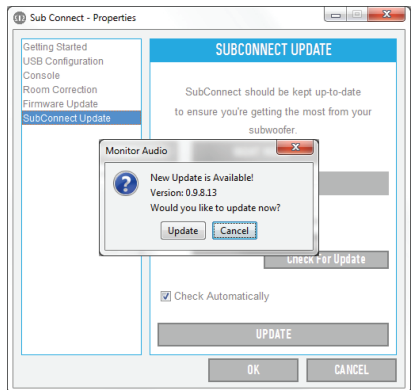 Sub Connect - Properties
Getting Started
USB Configuration
Console
Room Correction
Firmware Update
SubConnect Update
SUBCONNECT UPDATE
SubConnect should be kept up-to-date
to ensure you're getting the most from your
subwoofer.
Monitor Audio
New Update is Available!
Version: 0.9.8.13
Would you like to update now?
Update Cancel
Check For Update
Check Automatically
UPDATE
OK CANCEL